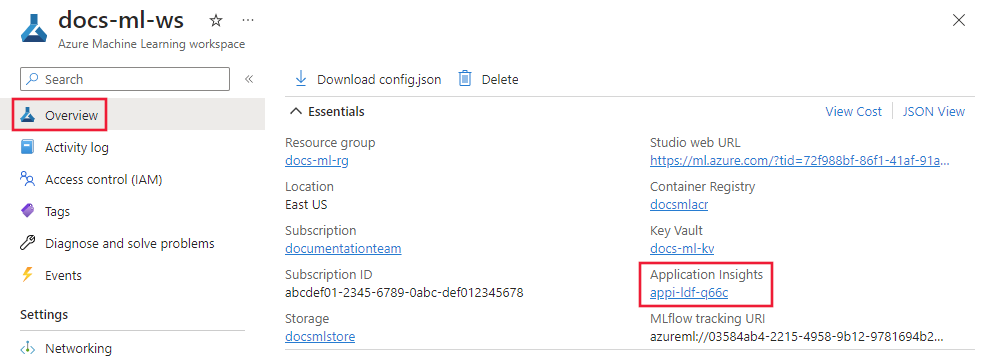 docs-ml-ws
Azure Machine Learning workspace
Search
Overview
Activity log
Access control (IAM)
Tags
Diagnose and solve problems
Events
Settings
Networking
Download config.json
Delete
Essentials
View Cost
JSON View
Resource group
docs-ml-rg
Location
East US
Subscription
documentationteam
Subscription ID
abcdef01-2345-6789-0abc-def012345678
Storage
docsmlstore
Studio web URL
https://ml.azure.com/?tid=72f988bf-86f1-41af-91a...
Container Registry
docsmlacr
Key Vault
docs-ml-kv
Application Insights
appi-ldf-q66c
MLflow tracking URI
azureml://03584ab4-2215-4958-9b12-9781694b2...